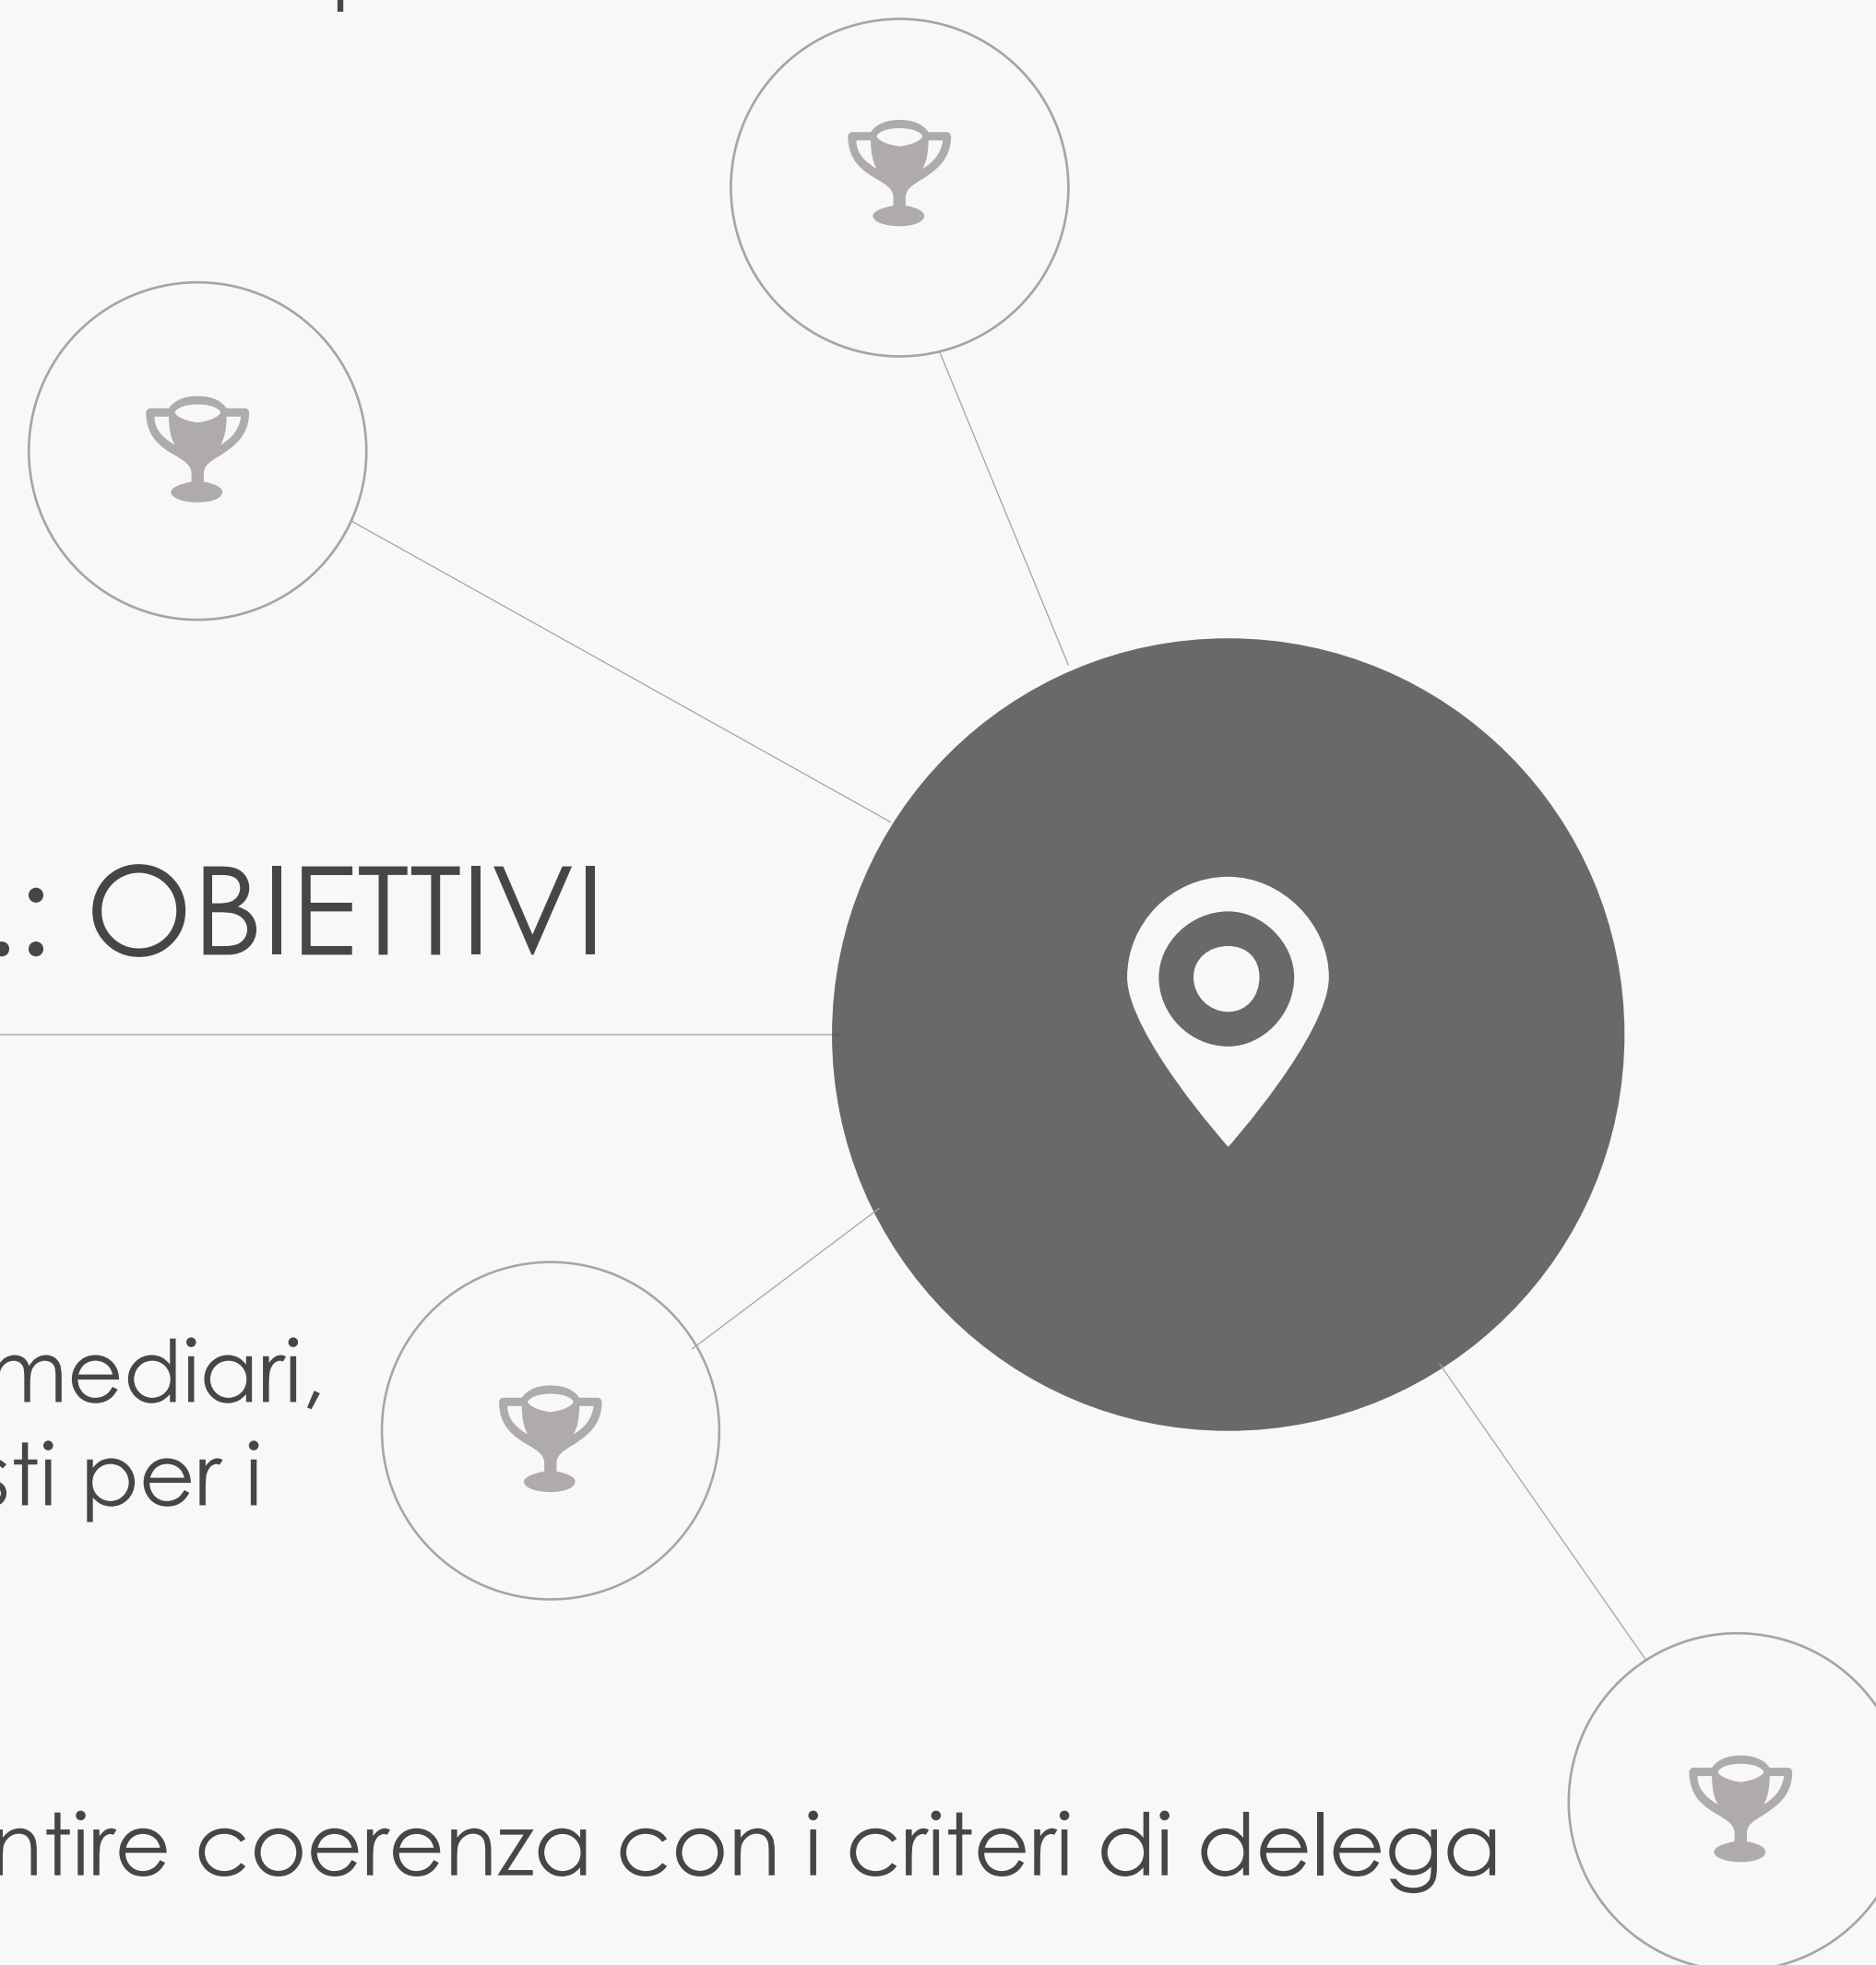 .: OBIETTIVI
mediari,
sti per i
ntire coerenza con i criteri di delega